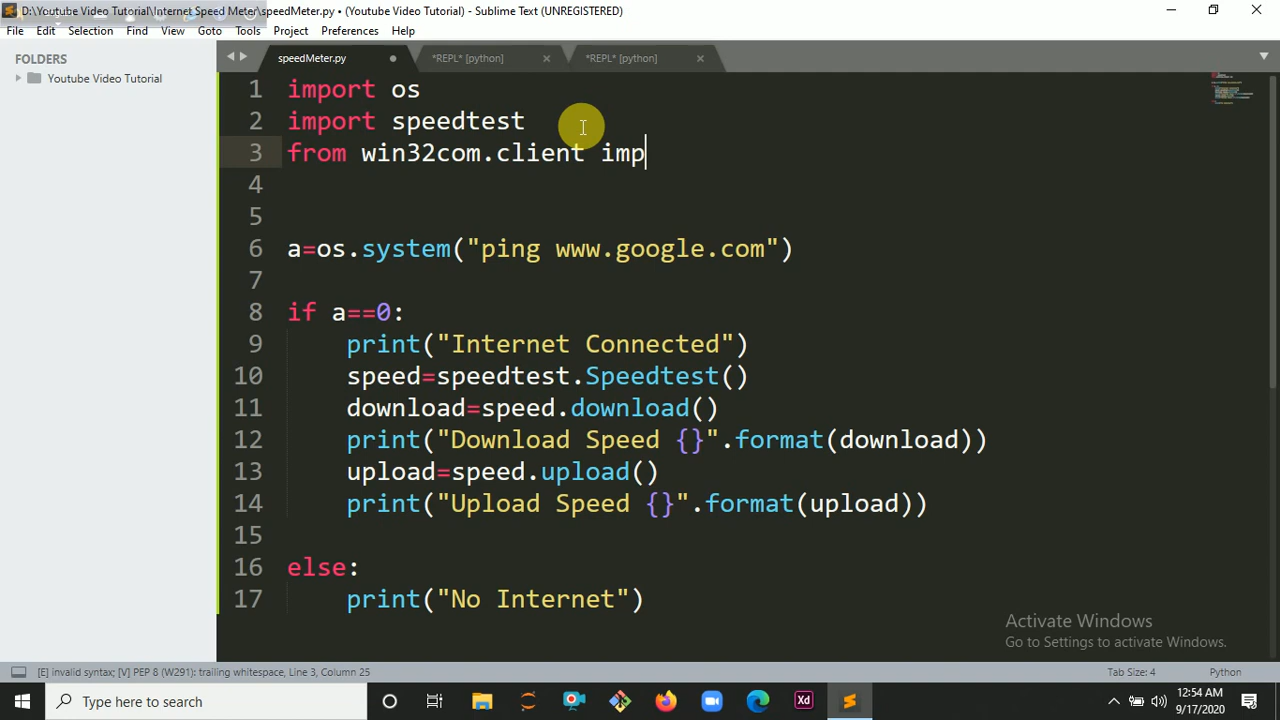 D:\Youtube Video Tutorial\Internet Speed Meter\speedMeter.py • (Youtube Video Tutorial) - Sublime Text (UNREGISTERED)
File Edit Selection Find View Goto Tools Project Preferences Help
FOLDERS
Youtube Video Tutorial
speedMeter.py
*REPL* [python]
*REPL* [python]
1 import os
2 import speedtest
3 from win32com.client imp
4
5
6 a=os.system("ping www.google.com")
7
8 if a==0:
9     print("Internet Connected")
10     speed=speedtest.Speedtest()
11     download=speed.download()
12     print("Download Speed {}".format(download))
13     upload=speed.upload()
14     print("Upload Speed {}".format(upload))
15
16 else:
17     print("No Internet")
Activate Windows
Go to Settings to activate Windows.
[E] invalid syntax; [V] PEP 8 (W291): trailing whitespace, Line 3, Column 25
Tab Size: 4
Python
Type here to search
Xd
12:54 AM
9/17/2020